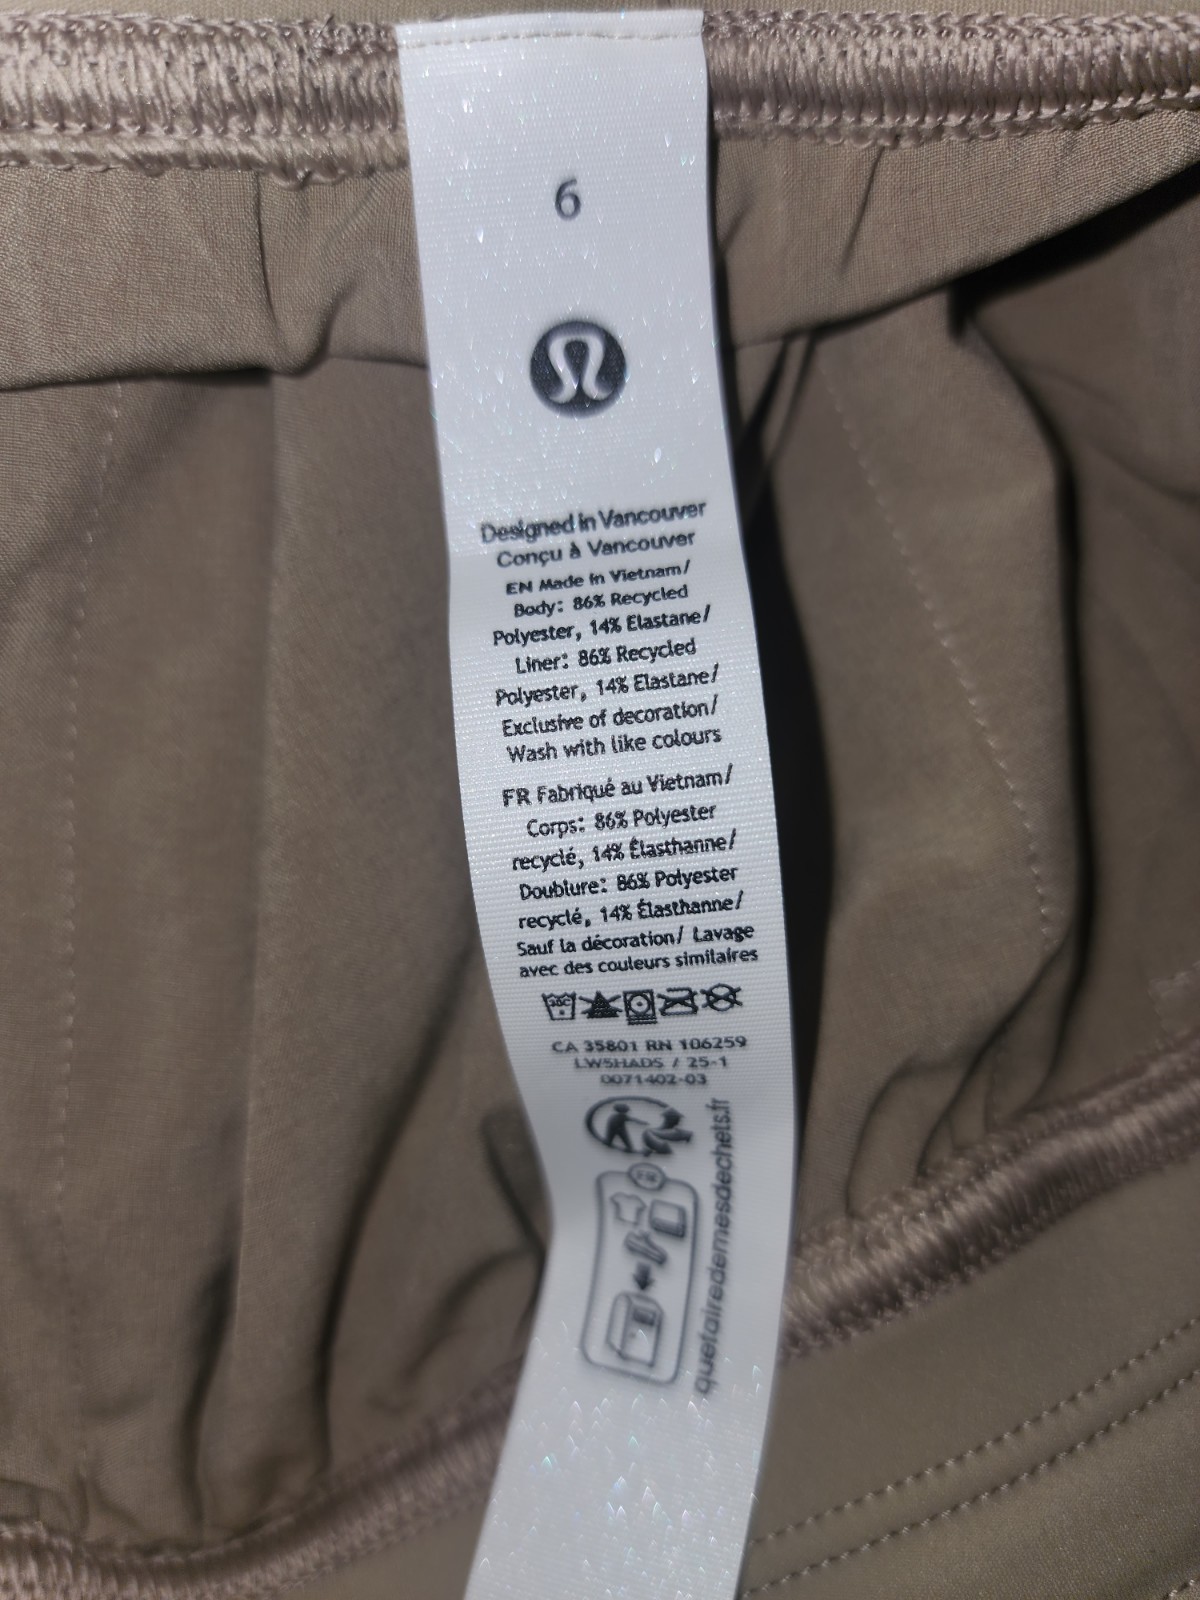 6
Designed in Vancouver
Conçu à Vancouver
EN Made in Vietnam/
Body: 86% Recycled
Polyester, 14% Elastane/
Liner: 86% Recycled
Polyester, 14% Elastane/
Exclusive of decoration/
Wash with like colours
FR Fabriqué au Vietnam/
Corps: 86% Polyester
recyclé, 14% Élasthanne/
Doublure: 86% Polyester
recyclé, 14% Élasthanne/
Sauf la décoration/ Lavage
avec des couleurs similaires
CA 35801 RN 106259
LW5HADS / 25-1
0071402-03
FR
quefairedemesdechets.fr